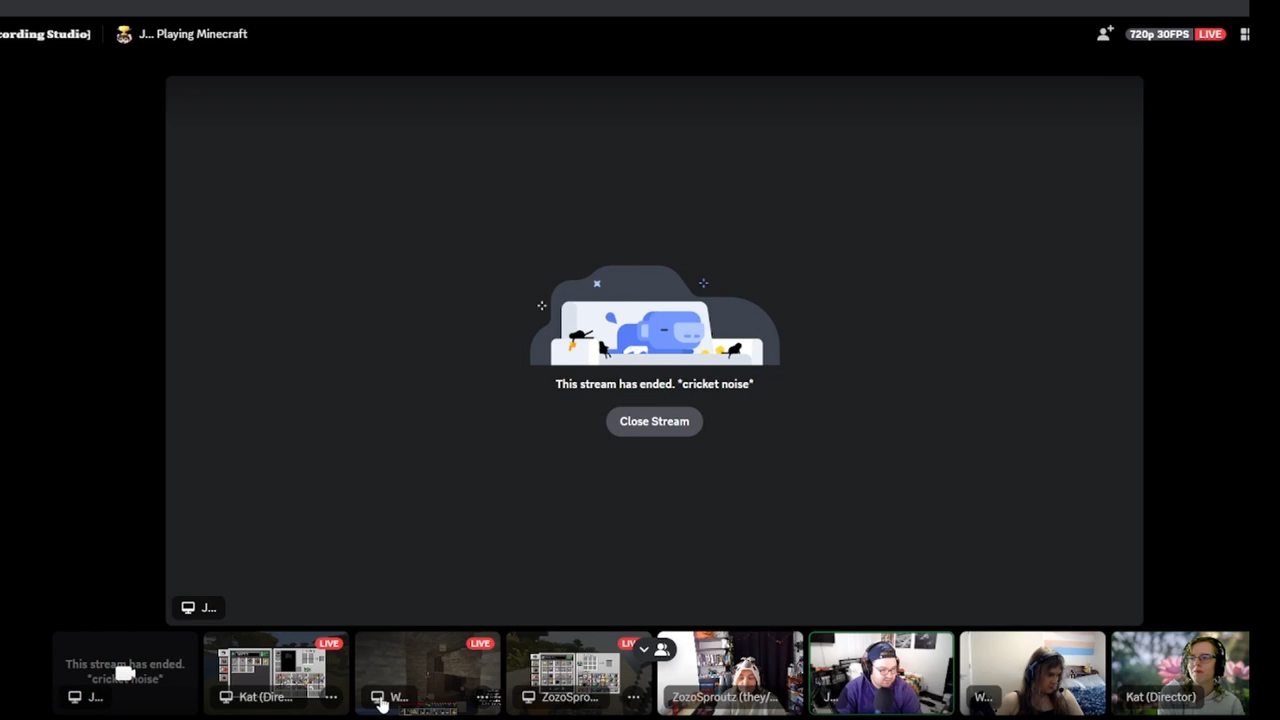 cording Studio]
J... Playing Minecraft
720p 30FPS
LIVE
This stream has ended. *cricket noise*
Close Stream
J...
This stream has ended.
*cricket noise*
J...
LIVE
Kat (Dire...
LIVE
W...
LIV
ZozoSpro...
ZozoSproutz (they/...
J...
W...
Kat (Director)